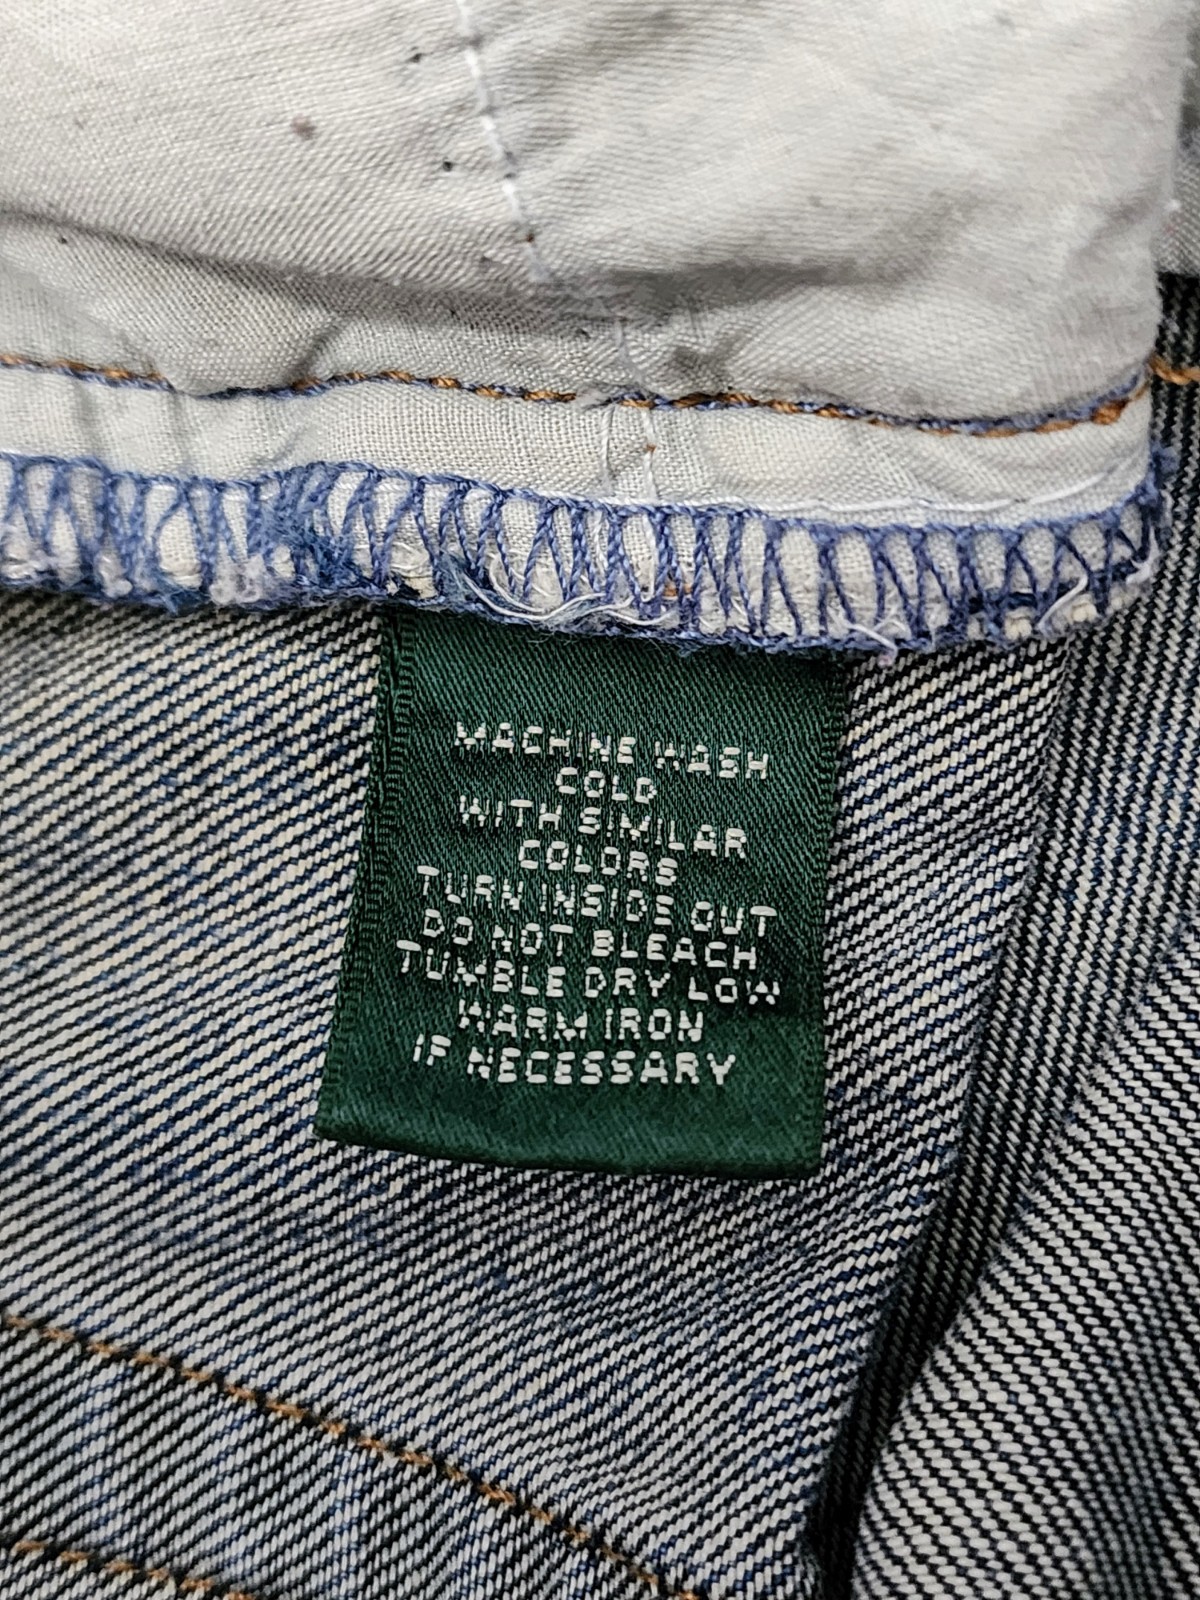 MACHINE WASH
COLD
WITH SIMILAR
COLORS
TURN INSIDE OUT
DO NOT BLEACH
TUMBLE DRY LOW
WARM IRON
IF NECESSARY